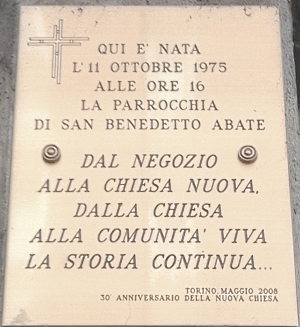 QUI E' NATA
L'11 OTTOBRE 1975
ALLE ORE 16
LA PARROCCHIA
DI SAN BENEDETTO ABATE
DAL NEGOZIO
ALLA CHIESA NUOVA,
DALLA CHIESA
ALLA COMUNITA' VIVA
LA STORIA CONTINUA...
TORINO, MAGGIO 2008
30° ANNIVERSARIO DELLA NUOVA CHIESA